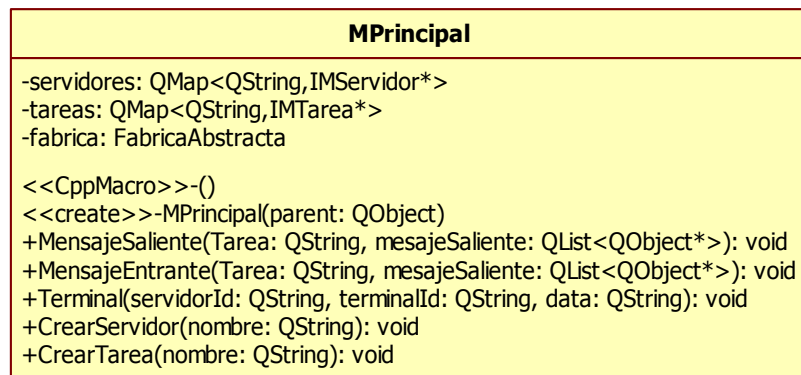 MPrincipal
-servidores: QMap<QString,IMServidor*>
-tareas: QMap<QString,IMTarea*>
-fabrica: FabricaAbstracta
<<CppMacro>>-()
<<create>>-MPrincipal(parent: QObject)
+MensajeSaliente(Tarea: QString, mesajeSaliente: QList<QObject*>): void
+MensajeEntrante(Tarea: QString, mesajeSaliente: QList<QObject*>): void
+Terminal(servidorId: QString, terminalId: QString, data: QString): void
+CrearServidor(nombre: QString): void
+CrearTarea(nombre: QString): void